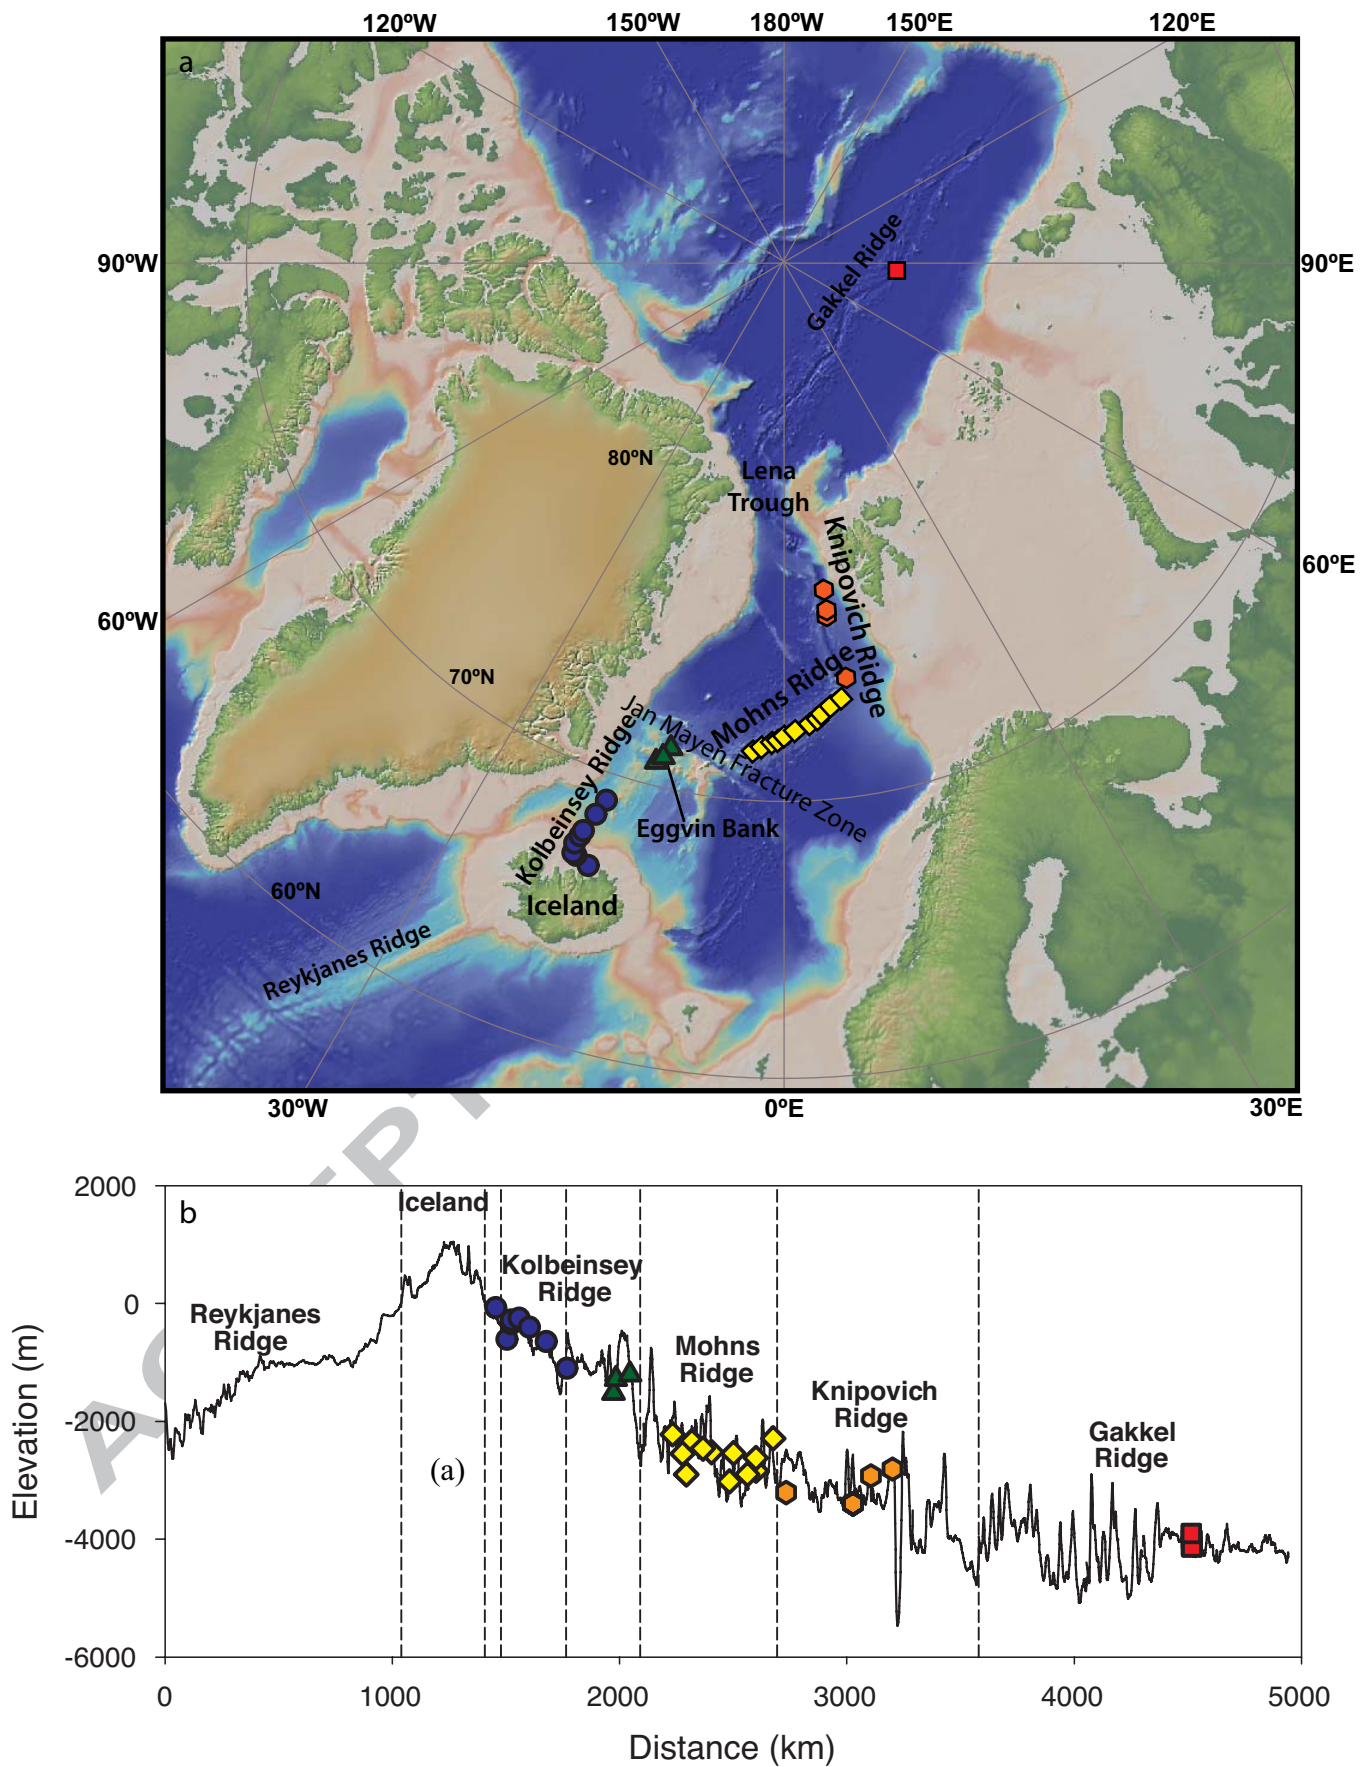 120ºW 150ºW 180ºW 150ºE 120ºE
a
90ºW
90ºE
Gakkel Ridge
80ºN
Lena
Trough
Knipovich Ridge
60ºE
60ºW
70ºN
Mohns Ridge
Jan Mayen Fracture Zone
Kolbeinsey Ridge
Eggvin Bank
60ºN
Iceland
Reykjanes Ridge
30ºW 0ºE 30ºE
b
Iceland
Kolbeinsey
Ridge
Reykjanes
Ridge
Mohns
Ridge
Knipovich
Ridge
Gakkel
Ridge
(a)
2000
0
-2000
-4000
-6000
Elevation (m)
0 1000 2000 3000 4000 5000
Distance (km)